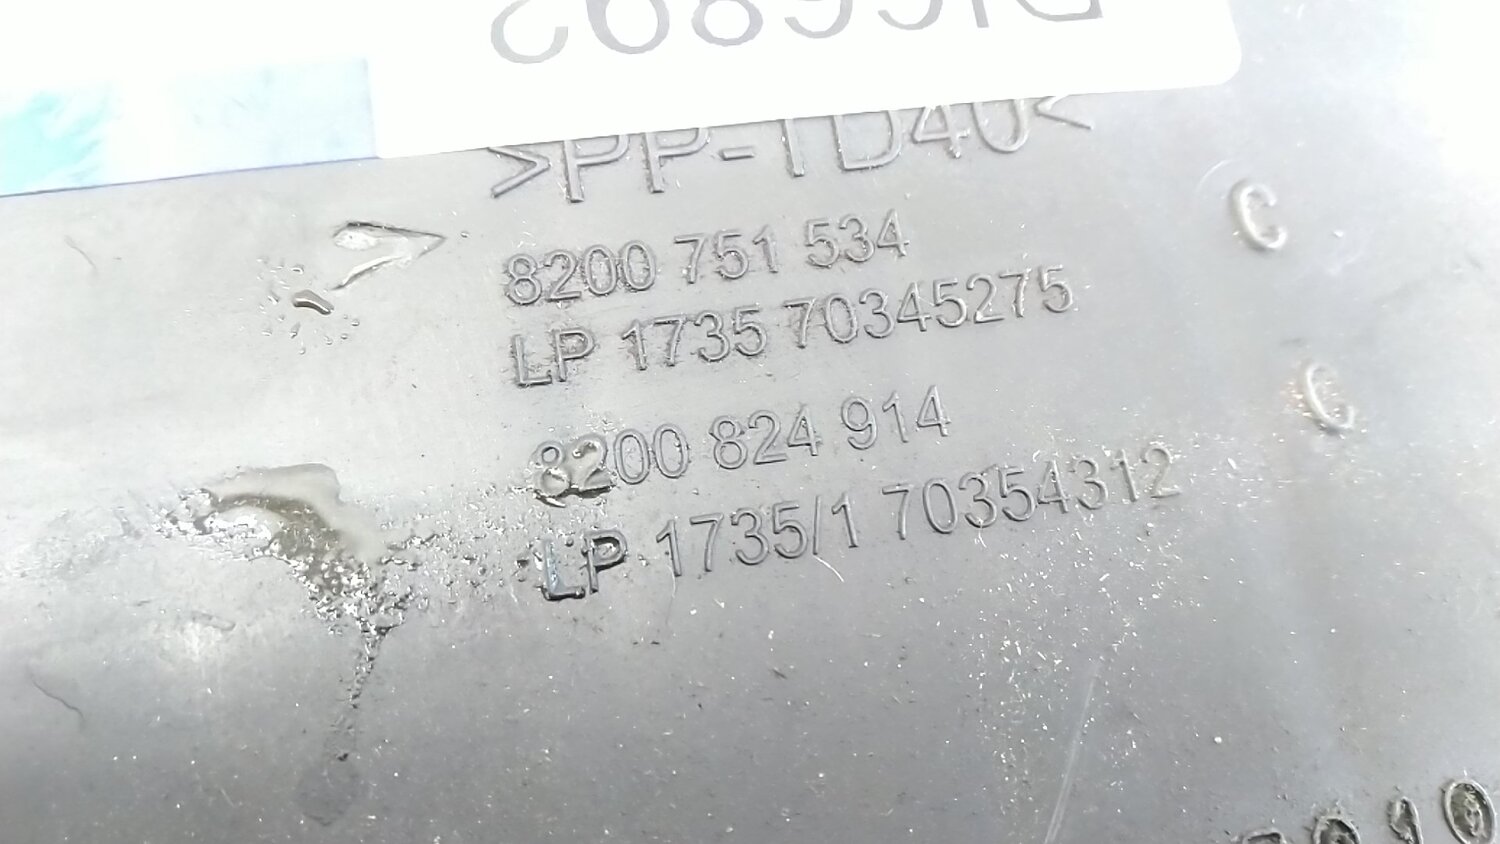 >PP-TD40<
8200 751 534 C
LP 1735 70345275
8200 824 914 C
LP 1735/1 70354312